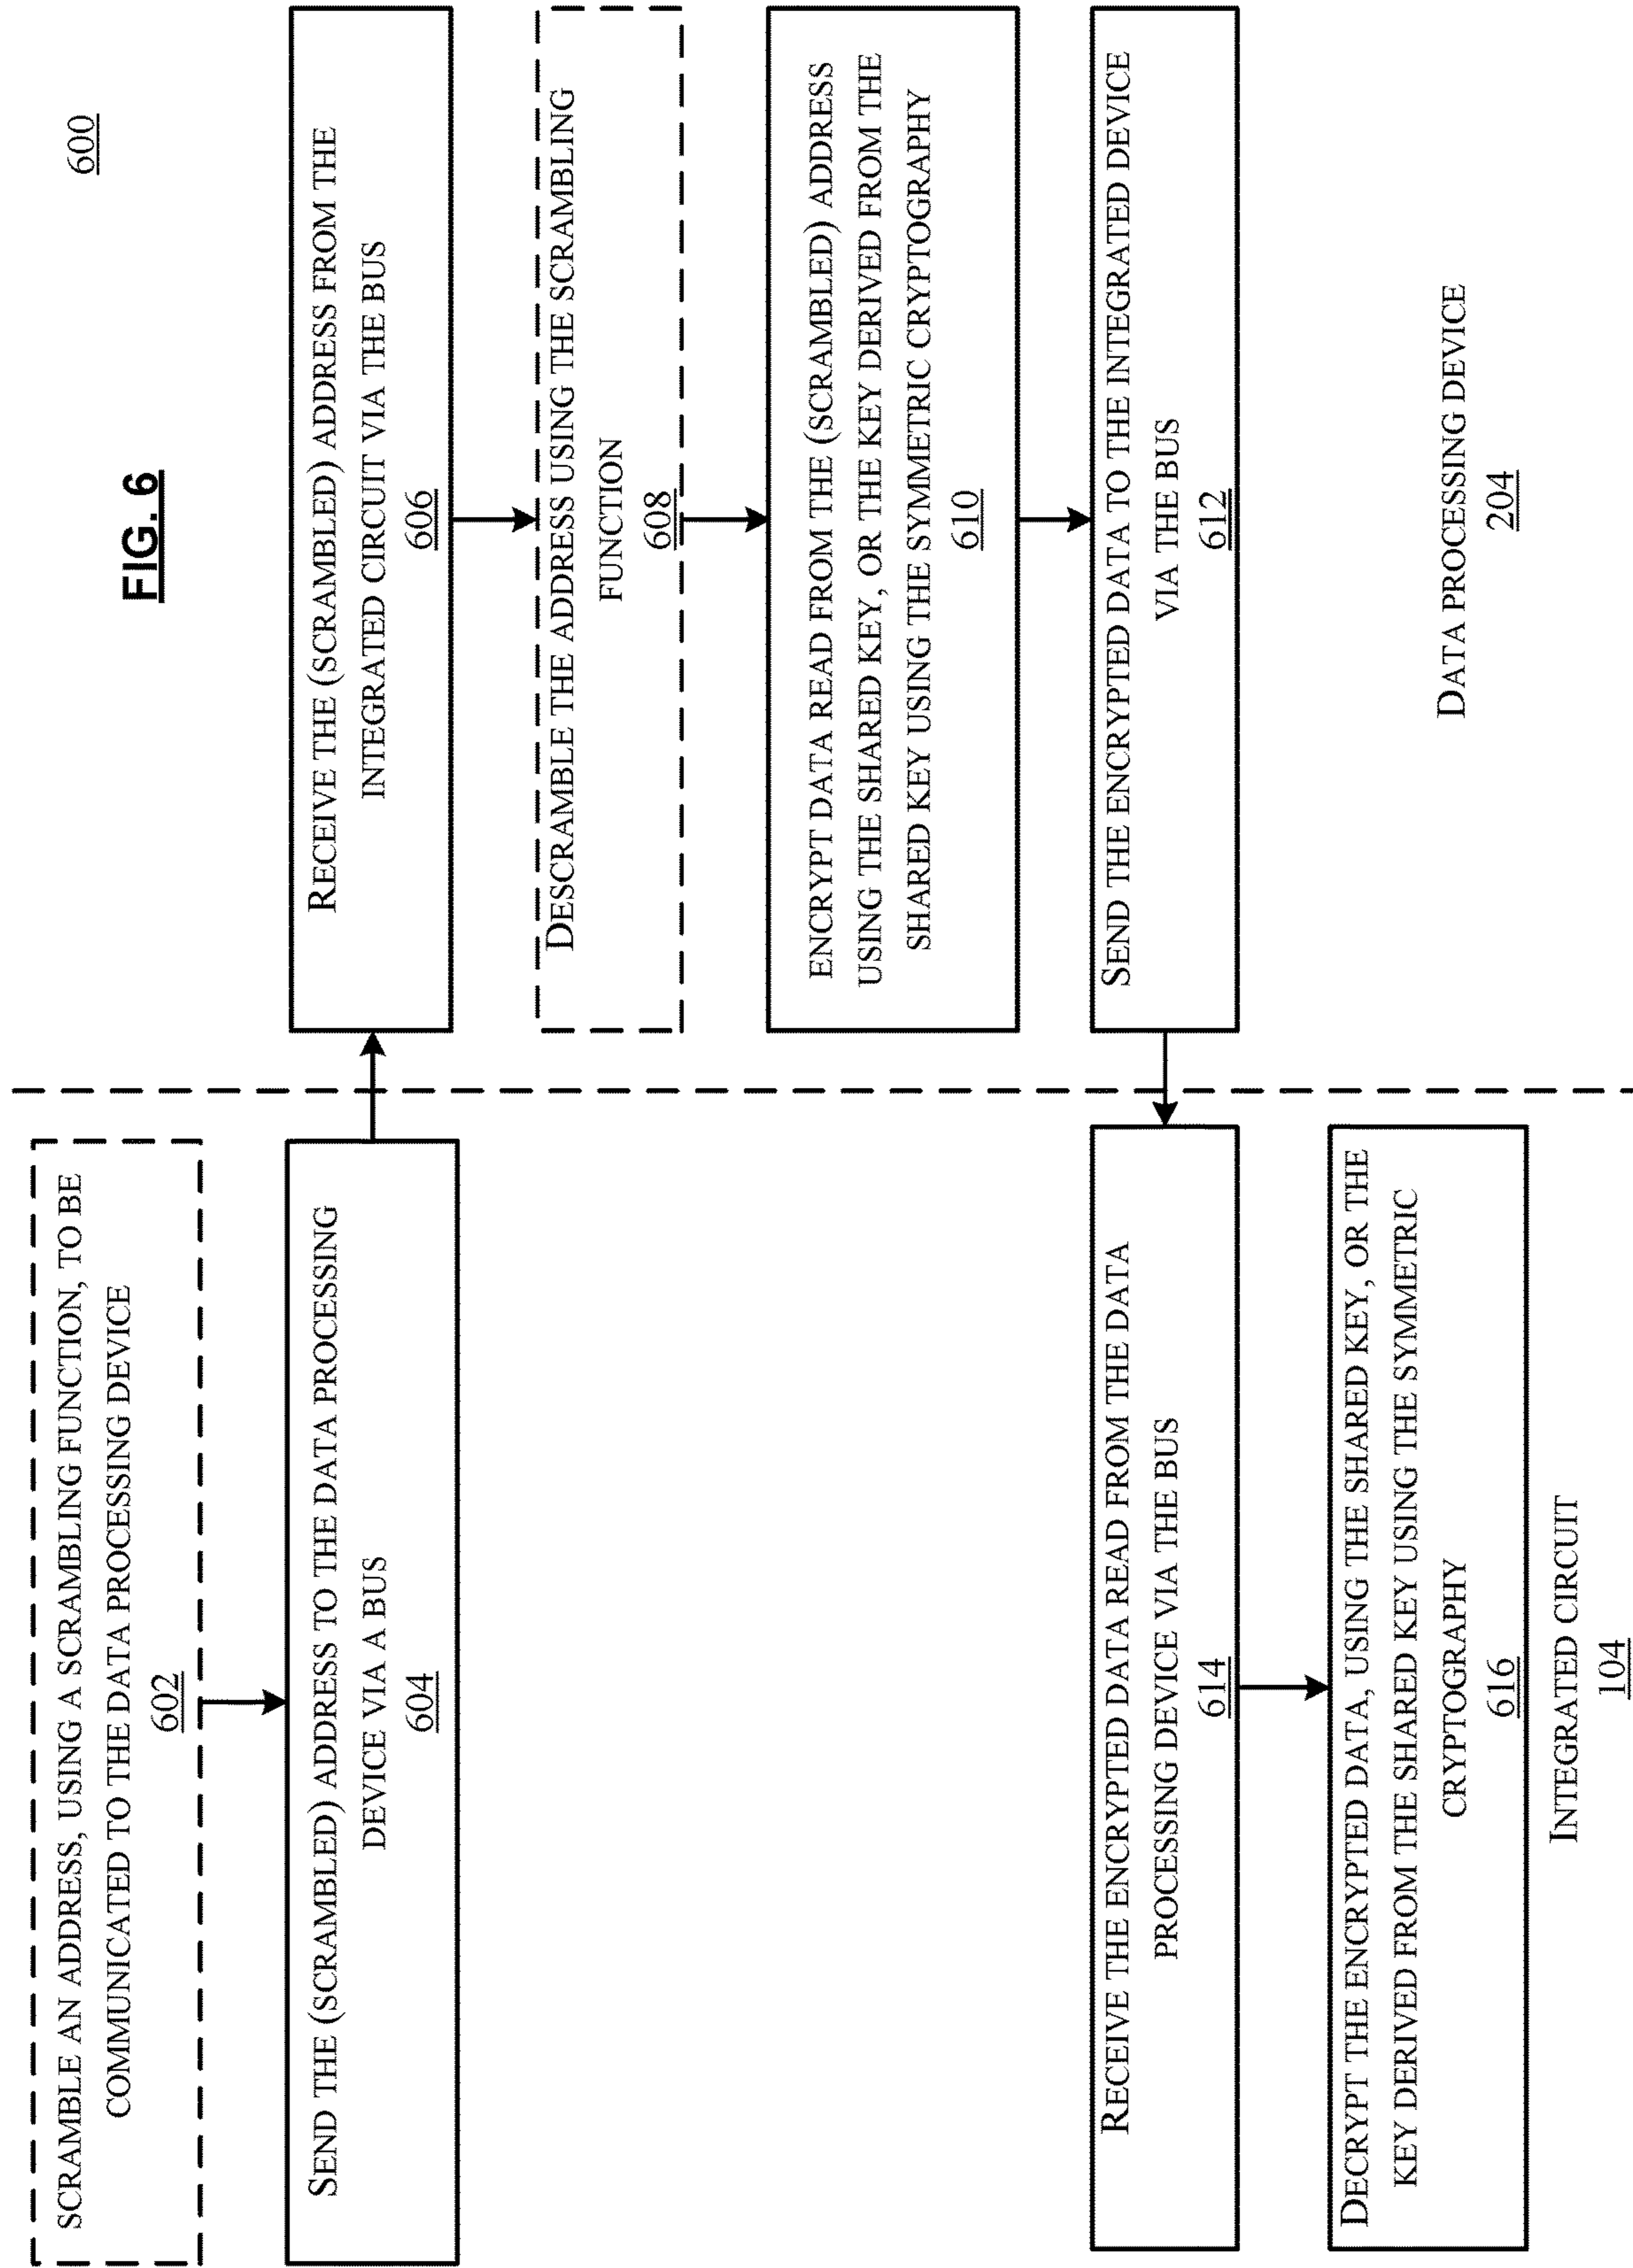 FIG. 6
600
SCRAMBLE AN ADDRESS, USING A SCRAMBLING FUNCTION, TO BE
COMMUNICATED TO THE DATA PROCESSING DEVICE
602
SEND THE (SCRAMBLED) ADDRESS TO THE DATA PROCESSING
DEVICE VIA A BUS
604
RECEIVE THE (SCRAMBLED) ADDRESS FROM THE
INTEGRATED CIRCUIT VIA THE BUS
606
DESCRAMBLE THE ADDRESS USING THE SCRAMBLING
FUNCTION
608
ENCRYPT DATA READ FROM THE (SCRAMBLED) ADDRESS
USING THE SHARED KEY, OR THE KEY DERIVED FROM THE
SHARED KEY USING THE SYMMETRIC CRYPTOGRAPHY
610
SEND THE ENCRYPTED DATA TO THE INTEGRATED DEVICE
VIA THE BUS
612
RECEIVE THE ENCRYPTED DATA READ FROM THE DATA
PROCESSING DEVICE VIA THE BUS
614
DECRYPT THE ENCRYPTED DATA, USING THE SHARED KEY, OR THE
KEY DERIVED FROM THE SHARED KEY USING THE SYMMETRIC
CRYPTOGRAPHY
616
INTEGRATED CIRCUIT
104
DATA PROCESSING DEVICE
204